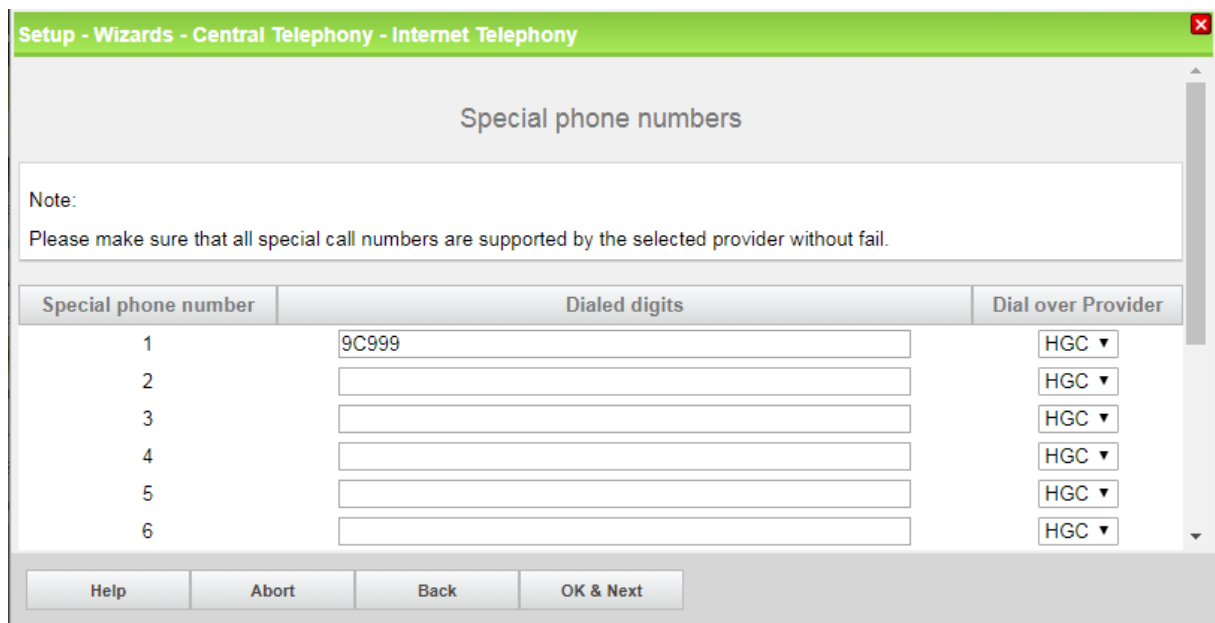 Setup - Wizards - Central Telephony - Internet Telephony
Special phone numbers
Note:
Please make sure that all special call numbers are supported by the selected provider without fail.
Special phone number Dialed digits Dial over Provider
1 9C999 HGC
2 HGC
3 HGC
4 HGC
5 HGC
6 HGC
Help Abort Back OK & Next